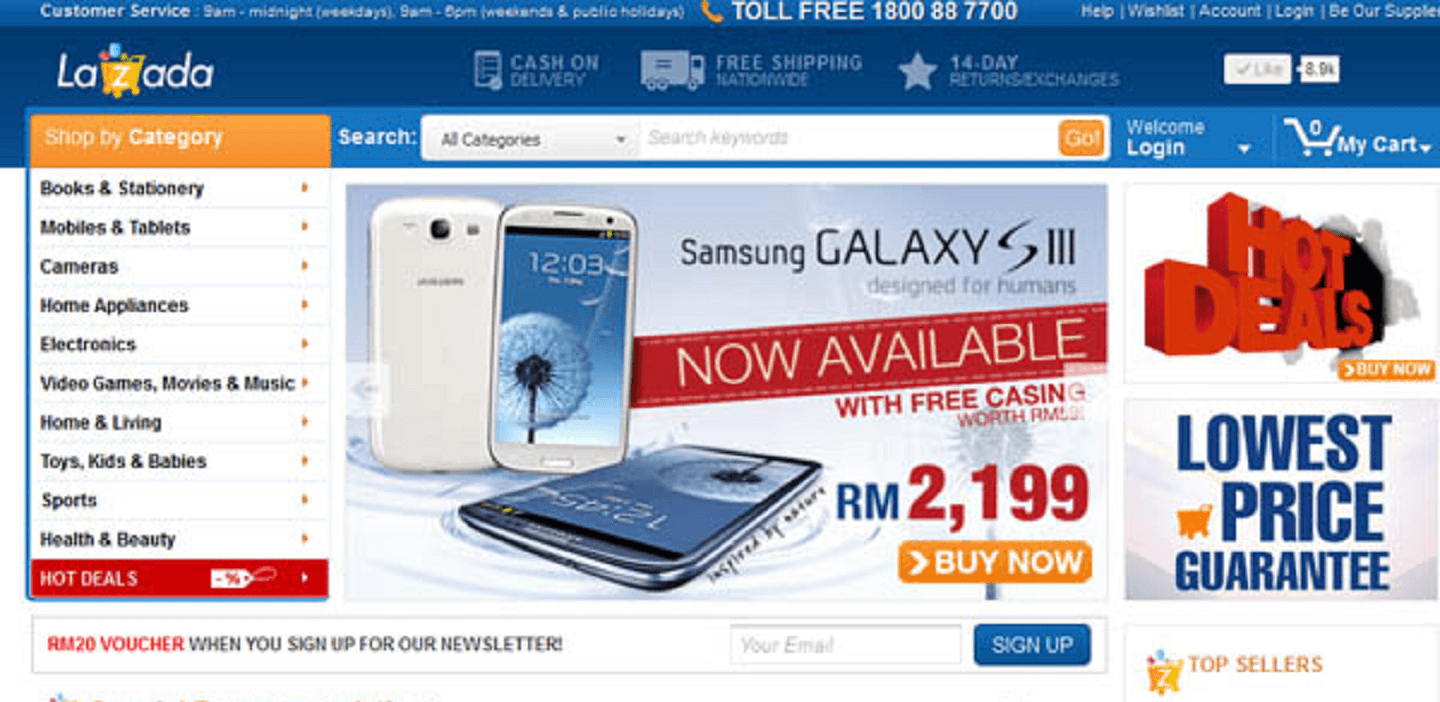 Customer Service : 9am - midnight (weekdays), 9am - 6pm (weekends & public holidays) TOLL FREE 1800 88 7700 Help | Wishlist | Account | Login | Be Our Supplie
Lazada
CASH ON
DELIVERY
FREE SHIPPING
NATIONWIDE
14-DAY
RETURNS/EXCHANGES
Like 8.9k
Shop by Category
Search: All Categories Search keywords Go!
Welcome
Login
0 My Cart
Books & Stationery
Mobiles & Tablets
Cameras
Home Appliances
Electronics
Video Games, Movies & Music
Home & Living
Toys, Kids & Babies
Sports
Health & Beauty
HOT DEALS -%
SAMSUNG
12:03
Samsung GALAXY S III
designed for humans
NOW AVAILABLE
WITH FREE CASING
WORTH RM59!
12:45
inspired by nature
RM 2,199
BUY NOW
HOT
DEALS
BUY NOW
LOWEST
PRICE
GUARANTEE
RM20 VOUCHER WHEN YOU SIGN UP FOR OUR NEWSLETTER!
Your Email
SIGN UP
Z TOP SELLERS